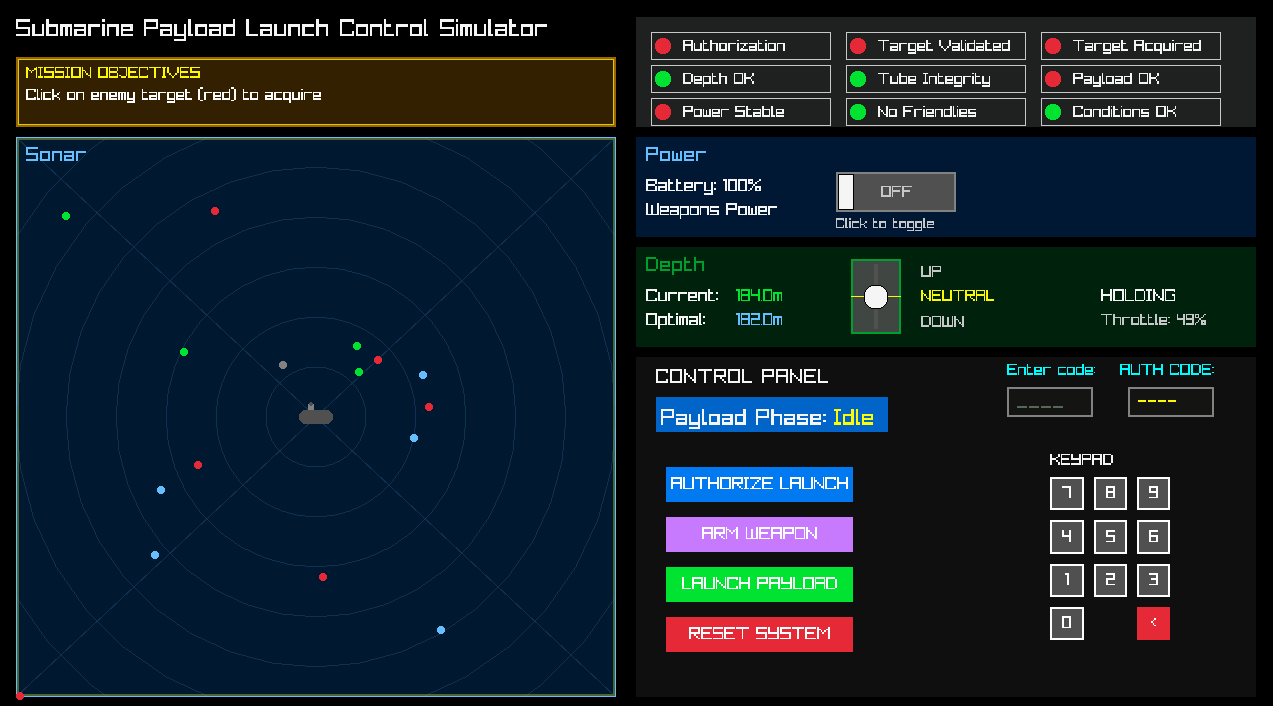 Submarine Payload Launch Control Simulator
MISSION OBJECTIVES
Click on enemy target (red) to acquire
Authorization
Target Validated
Target Acquired
Depth OK
Tube Integrity
Payload OK
Power Stable
No Friendlies
Conditions OK
Sonar
Power
Battery: 100%
Weapons Power
OFF
Click to toggle
Depth
Current: 184.0m
Optimal: 182.0m
UP
NEUTRAL
DOWN
HOLDING
Throttle: 49%
CONTROL PANEL
Payload Phase: Idle
Enter code:
____
AUTH CODE:
----
AUTHORIZE LAUNCH
ARM WEAPON
LAUNCH PAYLOAD
RESET SYSTEM
KEYPAD
7 8 9
4 5 6
1 2 3
0 <